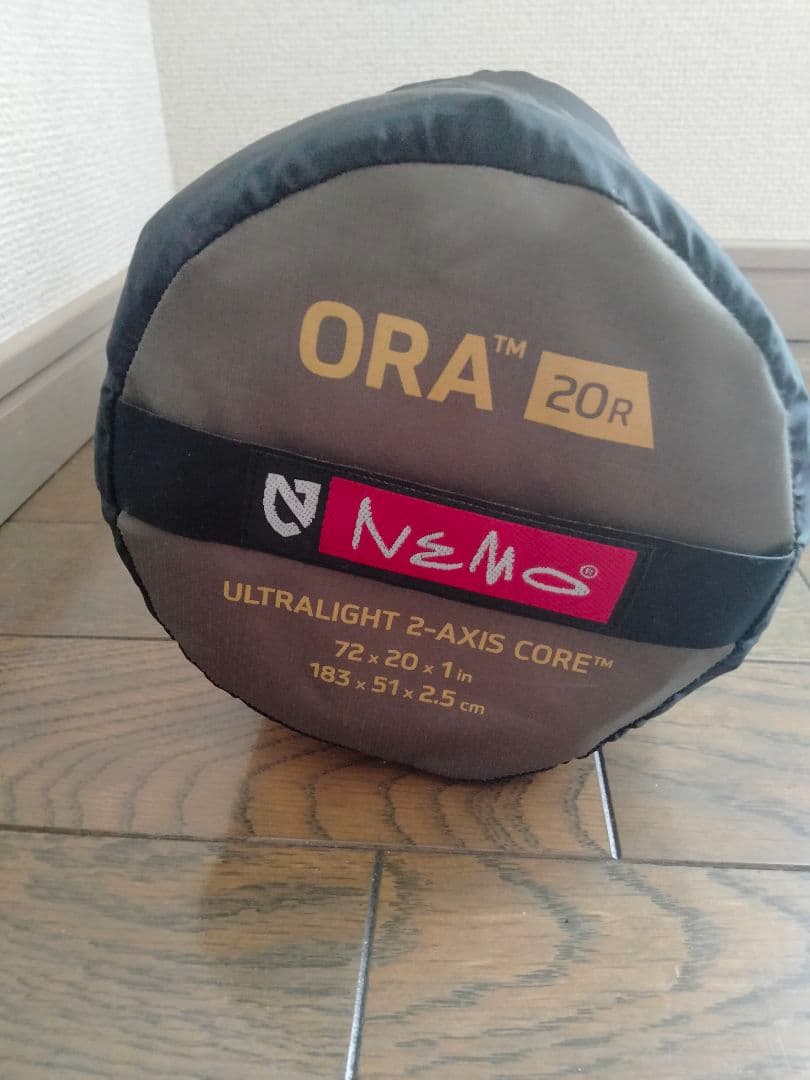 ORA™ 20R
NEMO®
ULTRALIGHT 2-AXIS CORE™
72 x 20 x 1 in
183 x 51 x 2.5 cm